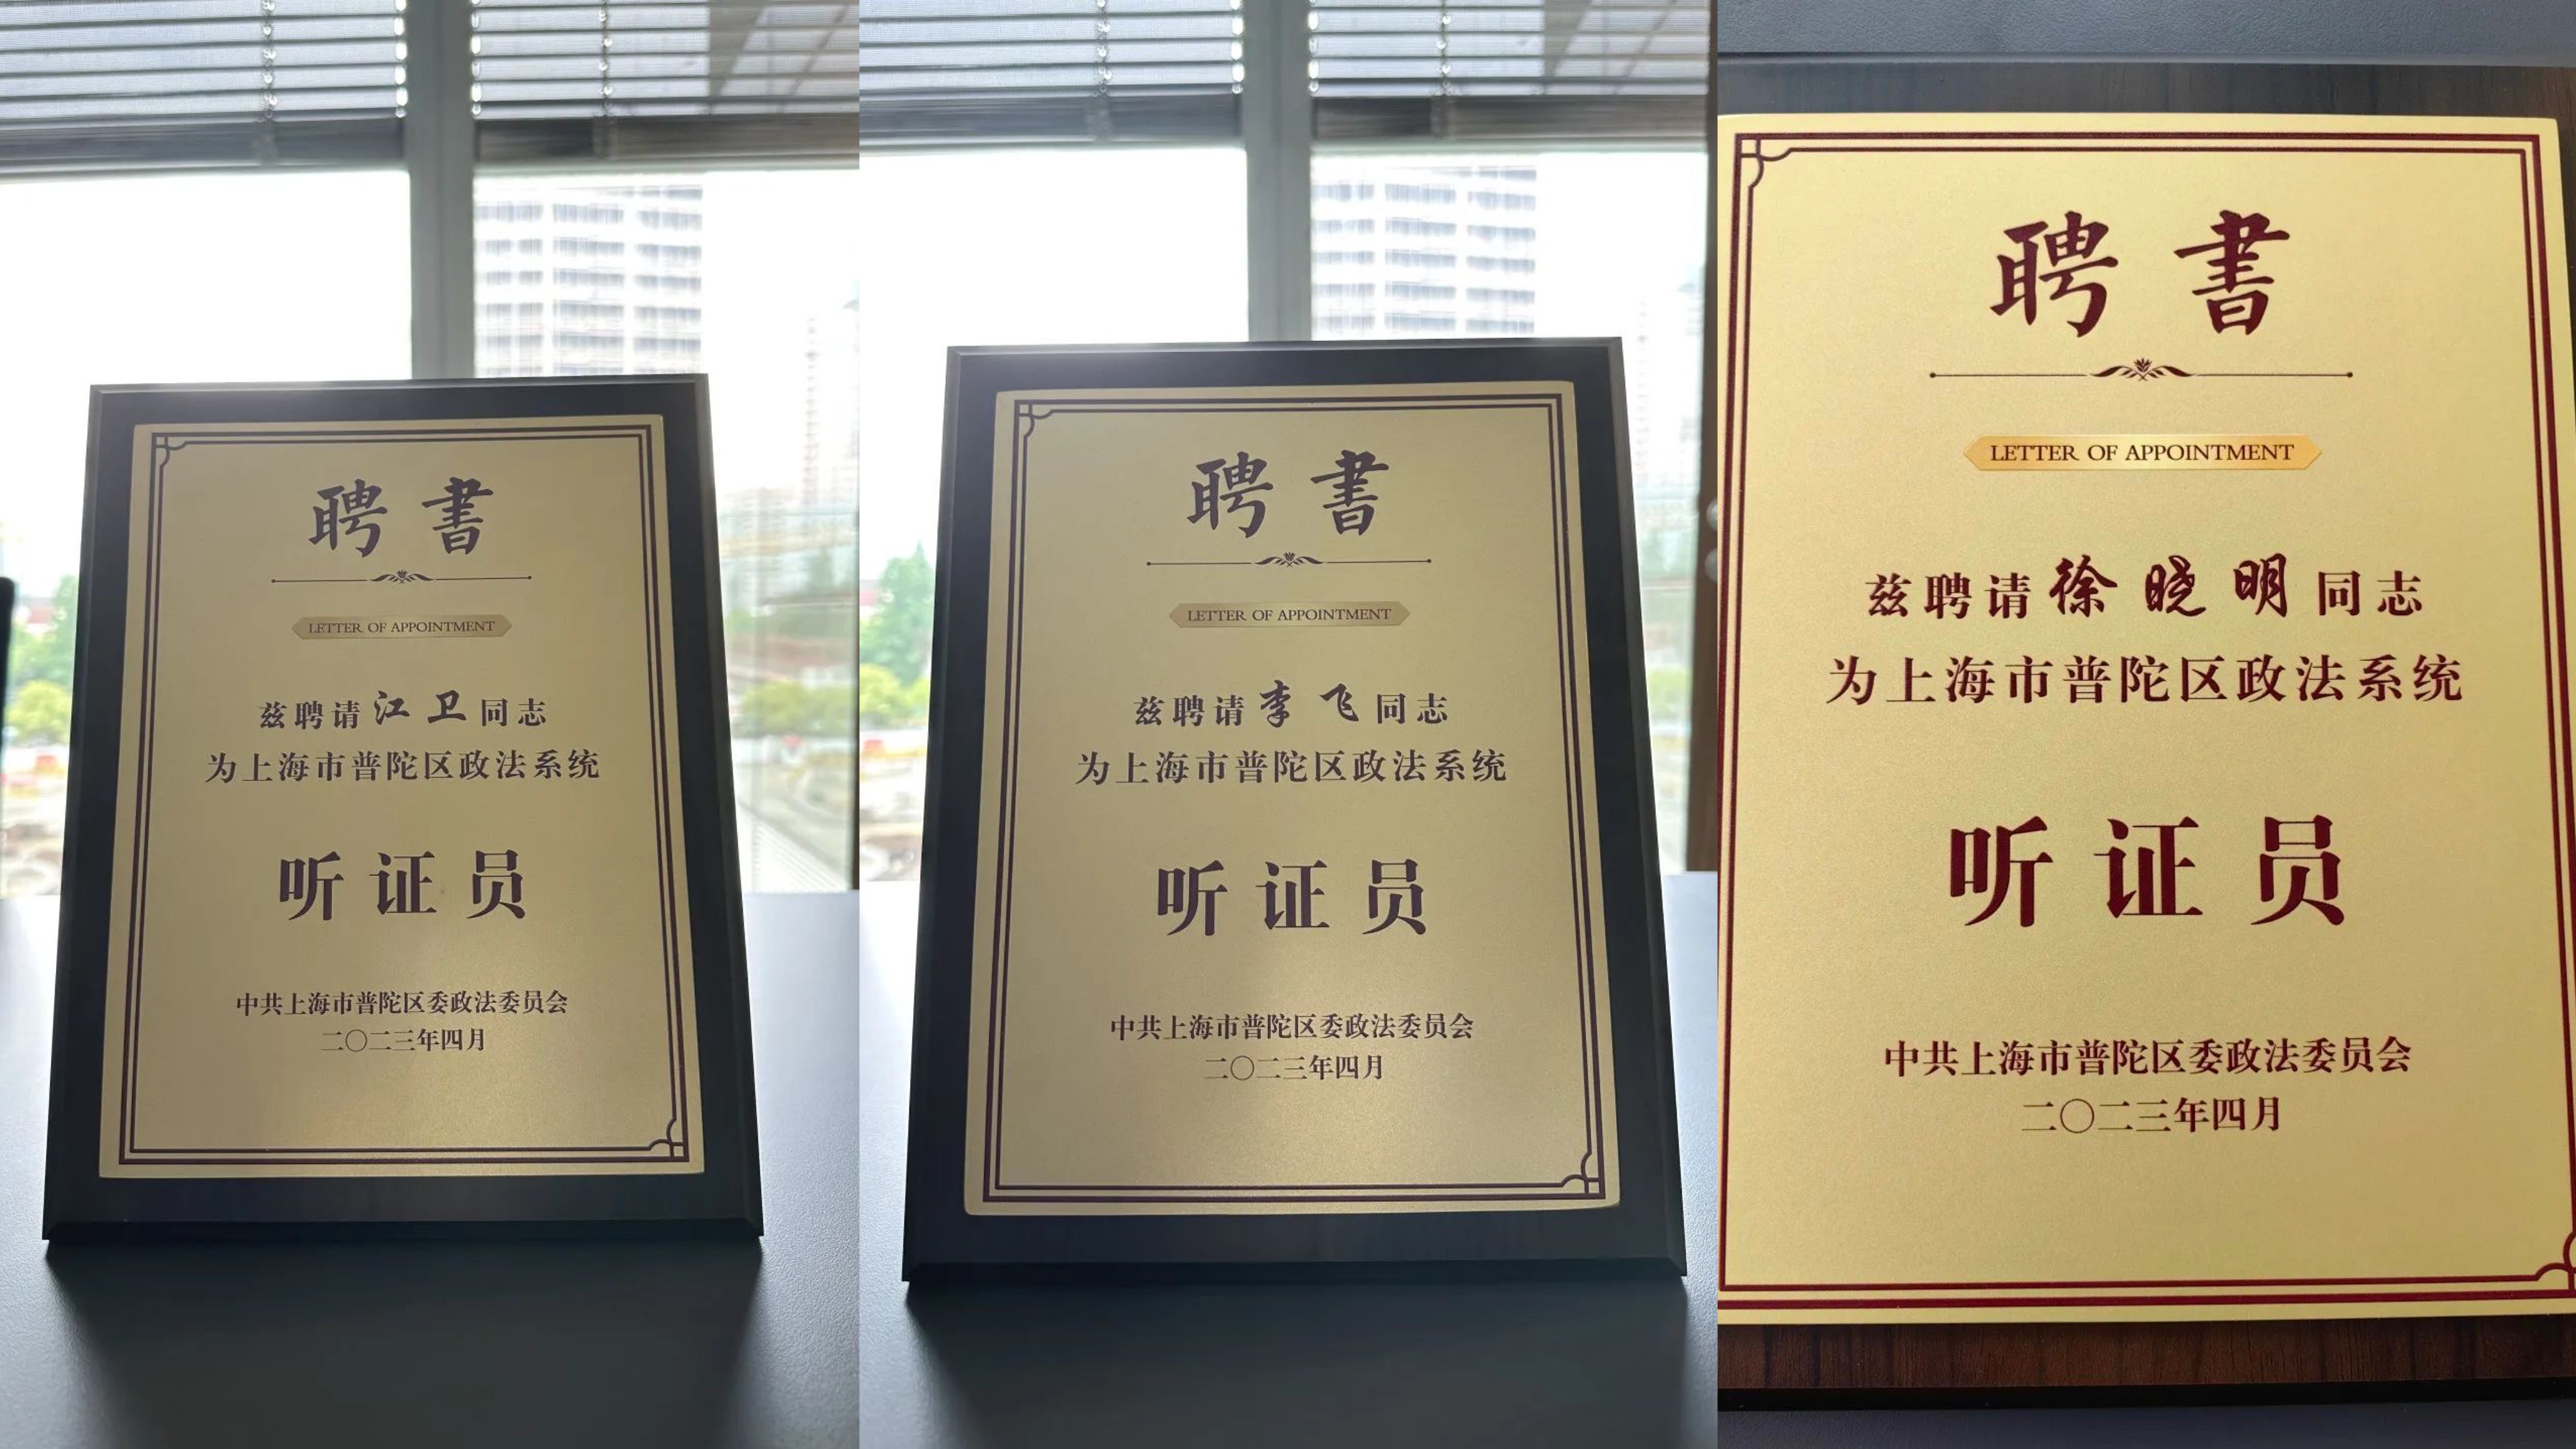 聘書
LETTER OF APPOINTMENT
兹聘请江卫同志
为上海市普陀区政法系统
听证员
中共上海市普陀区委政法委员会
二〇二三年四月
聘書
LETTER OF APPOINTMENT
兹聘请李飞同志
为上海市普陀区政法系统
听证员
中共上海市普陀区委政法委员会
二〇二三年四月
聘書
LETTER OF APPOINTMENT
兹聘请徐晓明同志
为上海市普陀区政法系统
听证员
中共上海市普陀区委政法委员会
二〇二三年四月